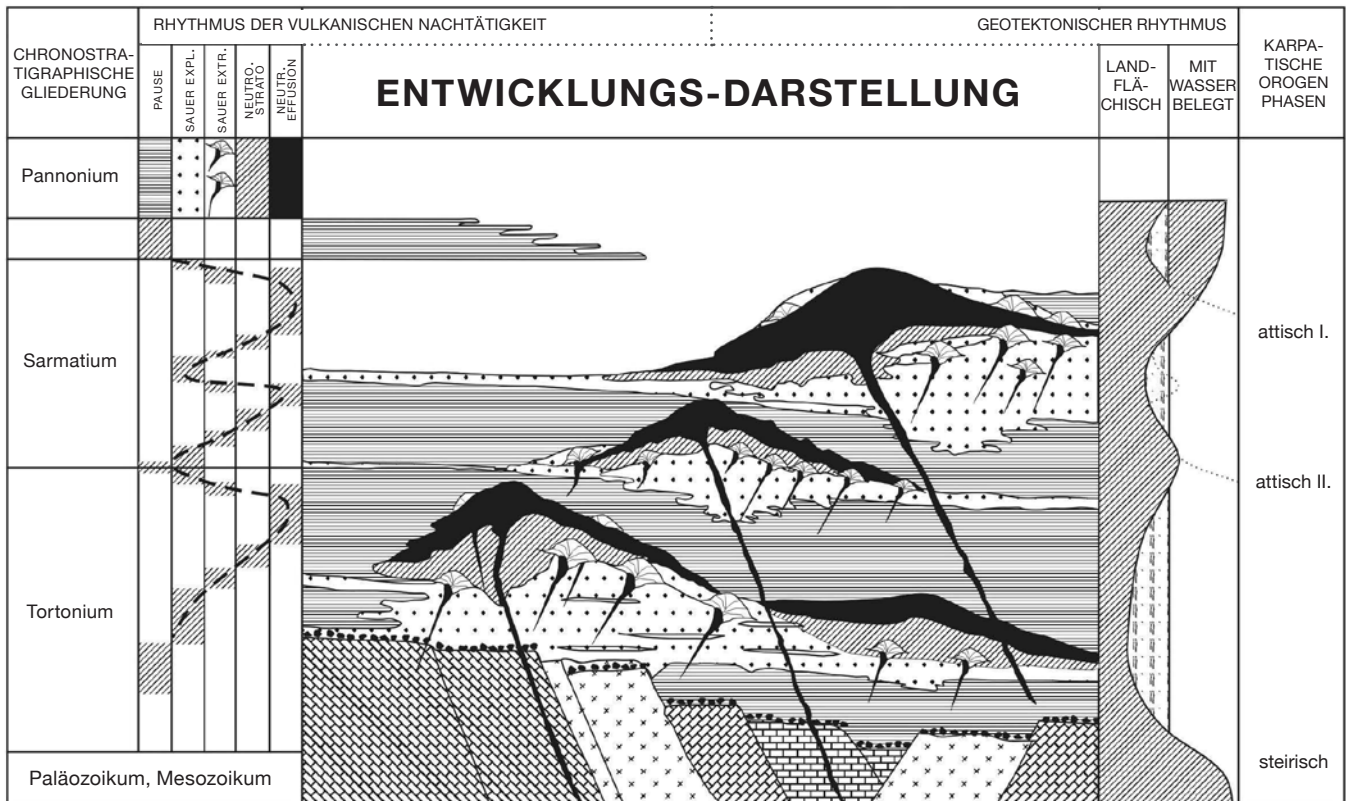 RHYTHMUS DER VULKANISCHEN NACHTÄTIGKEIT
GEOTEKTONISCHER RHYTHMUS
CHRONOSTRA-
TIGRAPHISCHE
GLIEDERUNG
PAUSE
SAUER EXPL.
SAUER EXTR.
NEUTRO.
STRATO
NEUTR.
EFFUSION
ENTWICKLUNGS-DARSTELLUNG
LAND-
FLÄ-
CHISCH
MIT
WASSER
BELEGT
KARPA-
TISCHE
OROGEN
PHASEN
Pannonium
Sarmatium
attisch I.
attisch II.
Tortonium
steirisch
Paläozoikum, Mesozoikum